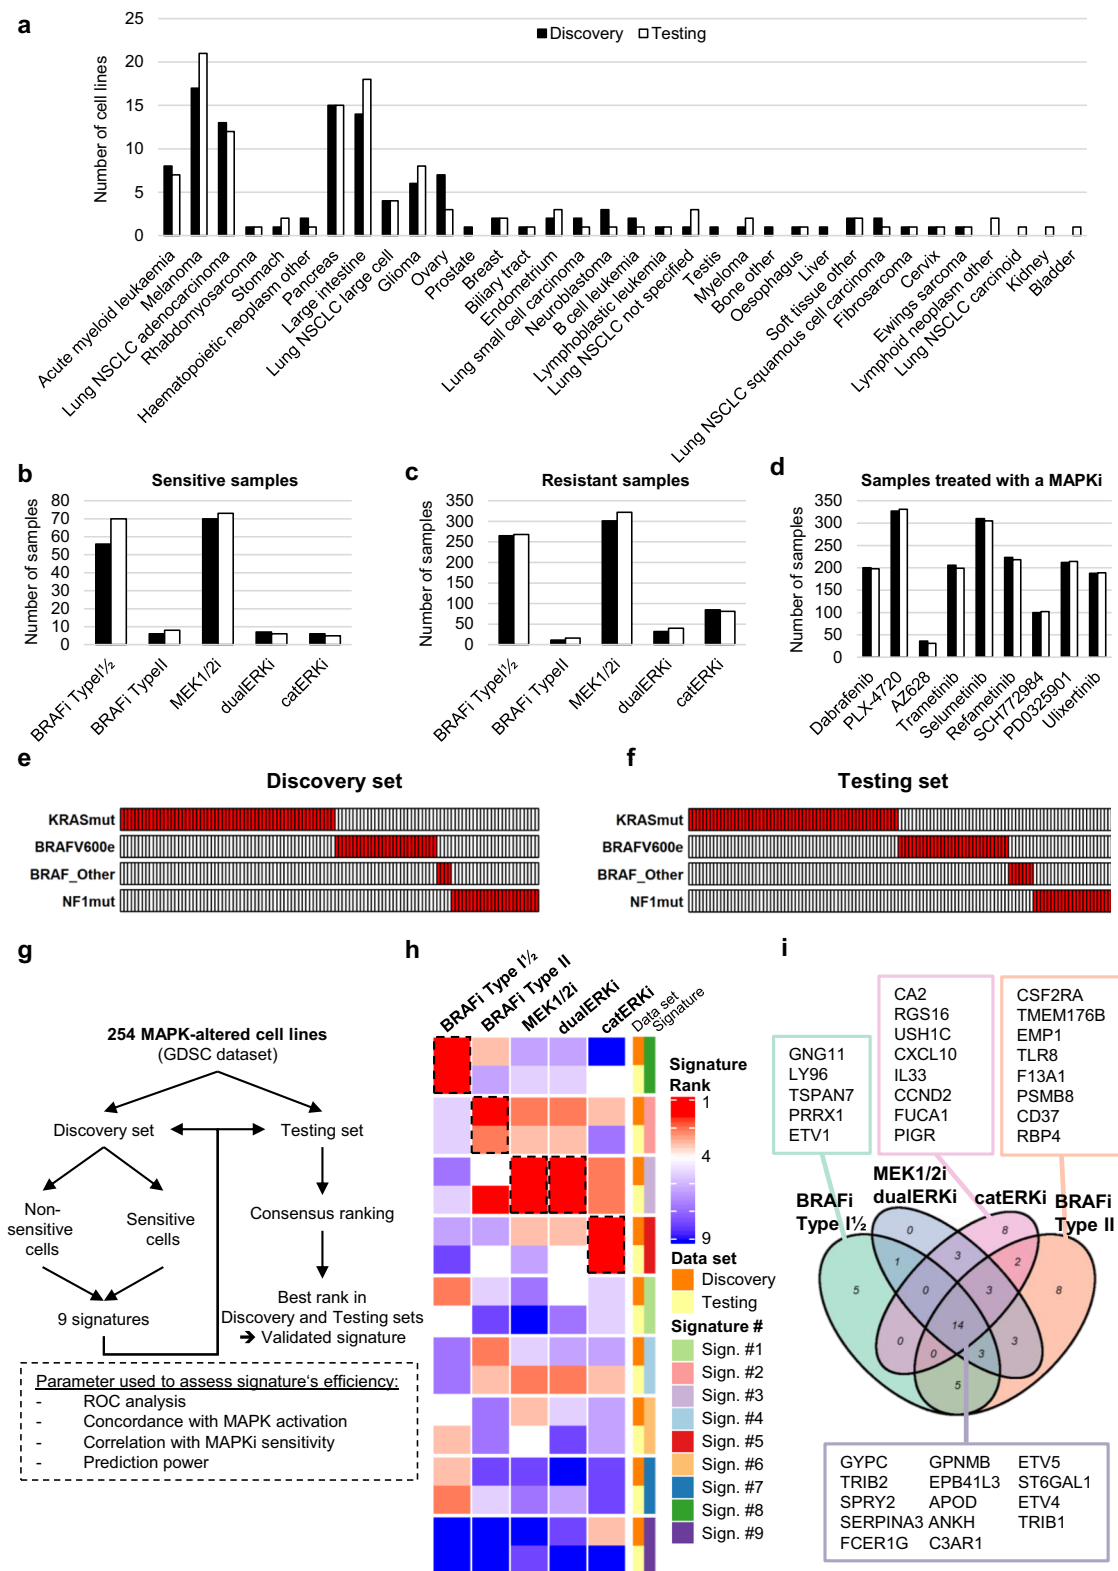 a
25
20
15
10
5
0
Number of cell lines
Discovery
Testing
Acute myeloid leukaemia
Melanoma
Lung NSCLC adenocarcinoma
Rhabdomyosarcoma
Stomach
Haematopoietic neoplasm other
Pancreas
Large intestine
Lung NSCLC large cell
Glioma
Ovary
Prostate
Breast
Biliary tract
Endometrium
Lung small cell carcinoma
Neuroblastoma
B cell leukemia
Lymphoblastic leukemia
Lung NSCLC not specified
Testis
Myeloma
Bone other
Oesophagus
Liver
Soft tissue other
Lung NSCLC squamous cell carcinoma
Fibrosarcoma
Cervix
Ewings sarcoma
Lymphoid neoplasm other
Lung NSCLC carcinoid
Kidney
Bladder
b
Sensitive samples
Number of samples
80
70
60
50
40
30
20
10
0
BRAFi TypeI½
BRAFi TypeII
MEK1/2i
dualERKi
catERKi
c
Resistant samples
Number of samples
350
300
250
200
150
100
50
0
BRAFi TypeI½
BRAFi TypeII
MEK1/2i
dualERKi
catERKi
d
Samples treated with a MAPKi
Number of samples
350
300
250
200
150
100
50
0
Dabrafenib
PLX-4720
AZ628
Trametinib
Selumetinib
Refametinib
SCH772984
PD0325901
Ulixertinib
e
Discovery set
KRASmut
BRAFV600e
BRAF_Other
NF1mut
f
Testing set
KRASmut
BRAFV600e
BRAF_Other
NF1mut
g
254 MAPK-altered cell lines
(GDSC dataset)
Discovery set
Testing set
Non-
sensitive
cells
Sensitive
cells
Consensus ranking
9 signatures
Best rank in
Discovery and Testing sets
➔ Validated signature
Parameter used to assess signature's efficiency:
- ROC analysis
- Concordance with MAPK activation
- Correlation with MAPKi sensitivity
- Prediction power
h
BRAFi Type I½
BRAFi Type II
MEK1/2i
dualERKi
catERKi
Data set
Signature
Signature
Rank
1
4
9
Data set
Discovery
Testing
Signature #
Sign. #1
Sign. #2
Sign. #3
Sign. #4
Sign. #5
Sign. #6
Sign. #7
Sign. #8
Sign. #9
i
GNG11
LY96
TSPAN7
PRRX1
ETV1
CA2
RGS16
USH1C
CXCL10
IL33
CCND2
FUCA1
PIGR
CSF2RA
TMEM176B
EMP1
TLR8
F13A1
PSMB8
CD37
RBP4
BRAFi
Type I½
MEK1/2i
dualERKi
catERKi
BRAFi
Type II
0
8
1
3
2
5
0
3
8
14
0
0
3
3
5
GYPC GPNMB ETV5
TRIB2 EPB41L3 ST6GAL1
SPRY2 APOD ETV4
SERPINA3 ANKH TRIB1
FCER1G C3AR1